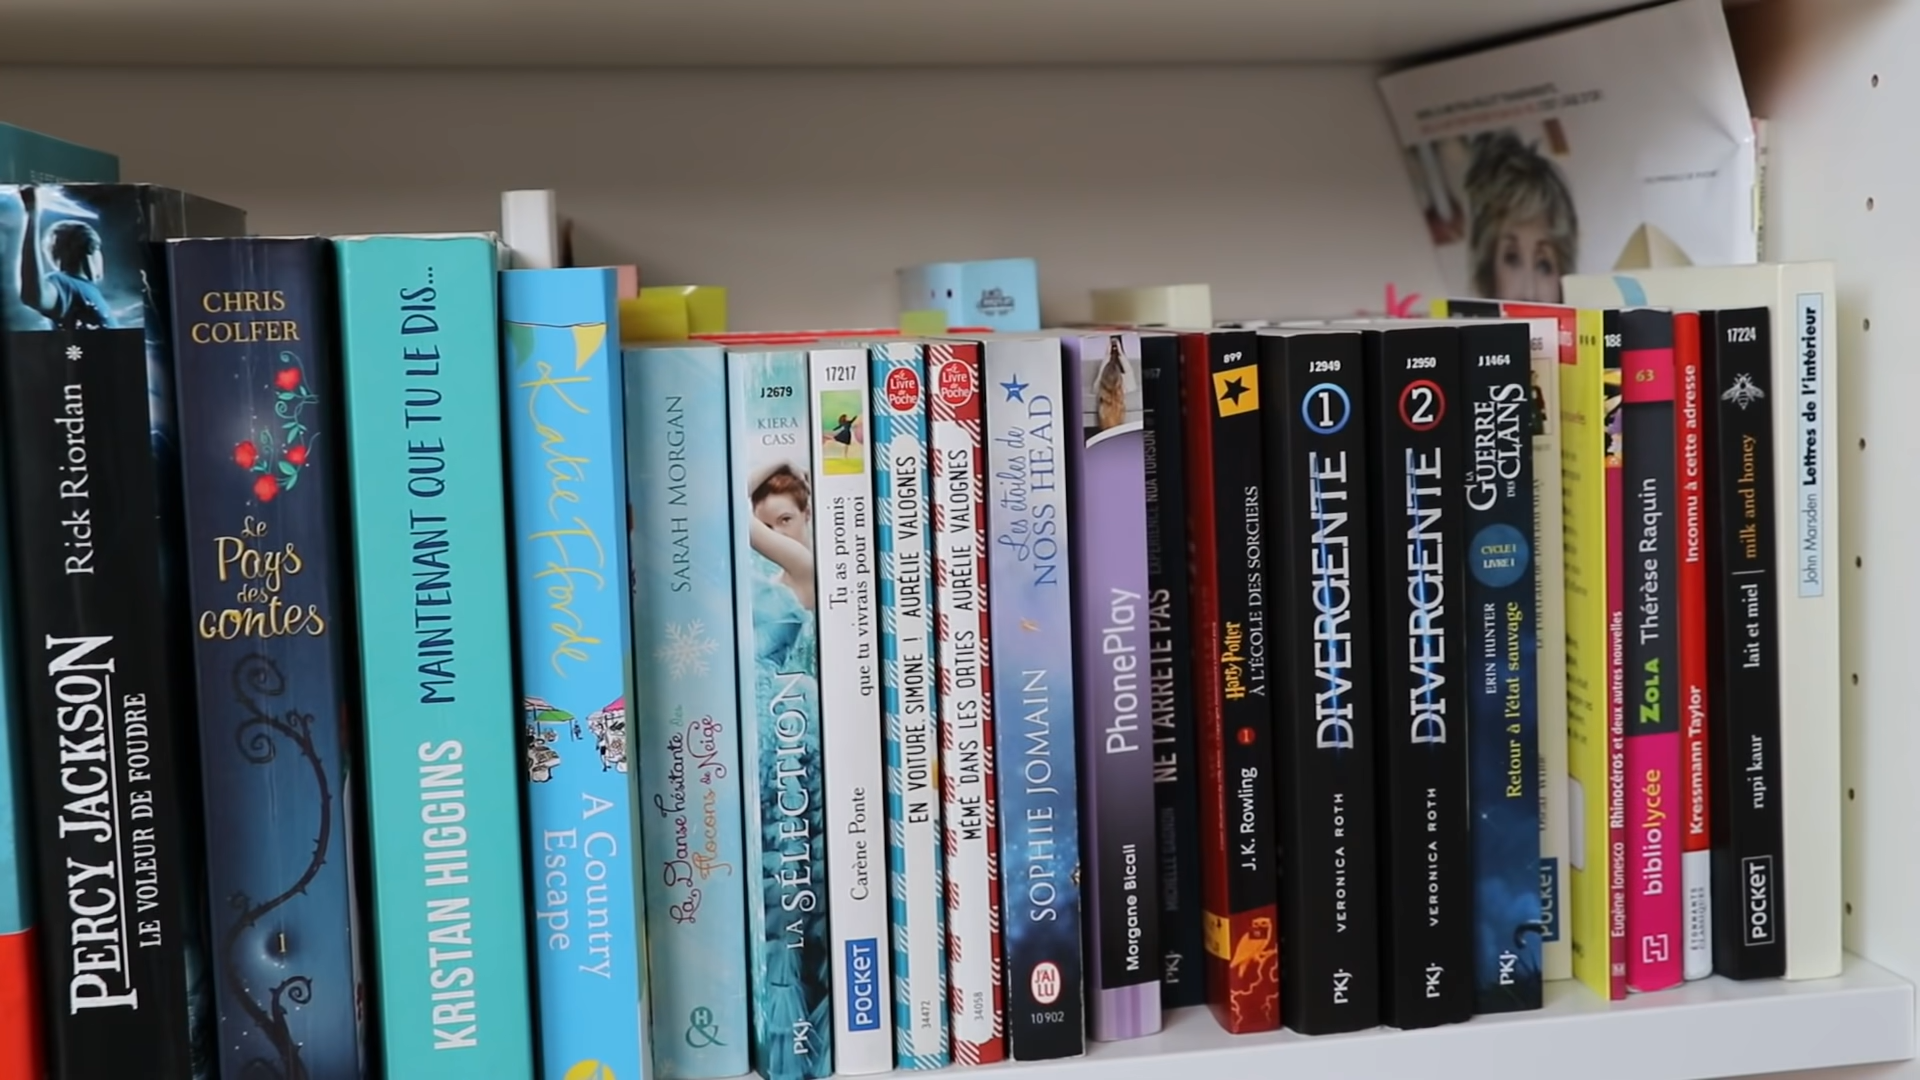 Rick Riordan
PERCY JACKSON
LE VOLEUR DE FOUDRE
CHRIS
COLFER
Le
Pays
des
contes
1
KRISTAN HIGGINS MAINTENANT QUE TU LE DIS...
Katie Fforde
A Country
Escape
SARAH MORGAN
La Danse hésitante des
flocons de Neige
J2679
KIERA
CASS
LA SÉLECTION
PKJ.
17217
Tu as promis
que tu vivrais pour moi
Carène Ponte
POCKET
Le
Livre
de
Poche
EN VOITURE, SIMONE ! AURÉLIE VALOGNES
34472
Le
Livre
de
Poche
MÉMÉ DANS LES ORTIES AURÉLIE VALOGNES
34058
1
Les étoiles de
NOSS HEAD
SOPHIE JOMAIN
J'AI
LU
10902
PhonePlay
Morgane Bicail
NE T'ARRÊTE PAS
PKJ.
899
Harry Potter
À L'ÉCOLE DES SORCIERS
1
J.K. Rowling
J2949
1
DIVERGENTE
VERONICA ROTH
PKJ.
J2950
2
DIVERGENTE
VERONICA ROTH
PKJ.
J1464
LA
GUERRE
DES CLANS
CYCLE I
LIVRE I
ERIN HUNTER
Retour à l'état sauvage
PKJ.
POCKET
188
Eugène Ionesco Rhinocéros et deux autres nouvelles
63
ZOLA Thérèse Raquin
bibliolycée
Inconnu à cette adresse
Kressmann Taylor
ÉTONNANTS
CLASSIQUES
17224
rupi kaur lait et miel | milk and honey
POCKET
John Marsden Lettres de l'intérieur